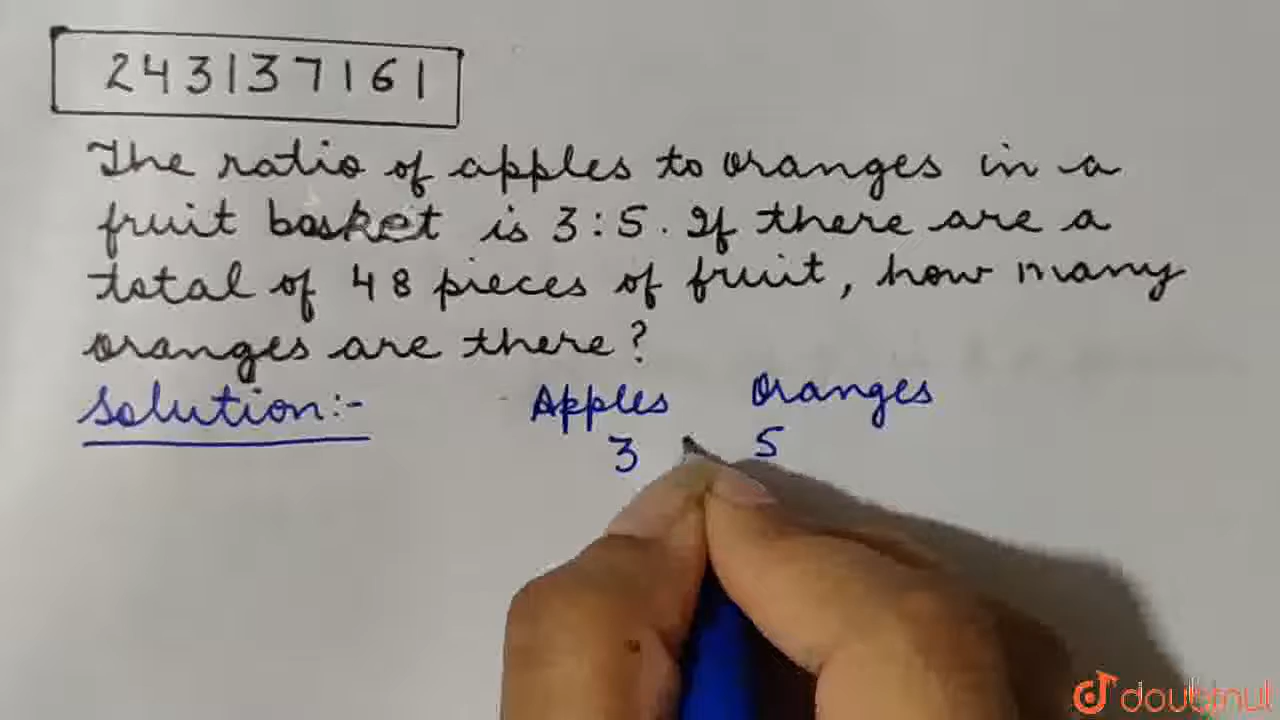 243137161
The ratio of apples to oranges in a
fruit basket is 3:5. If there are a
total of 48 pieces of fruit, how many
oranges are there?
Solution:- Apples Oranges
3 5
doubtnut